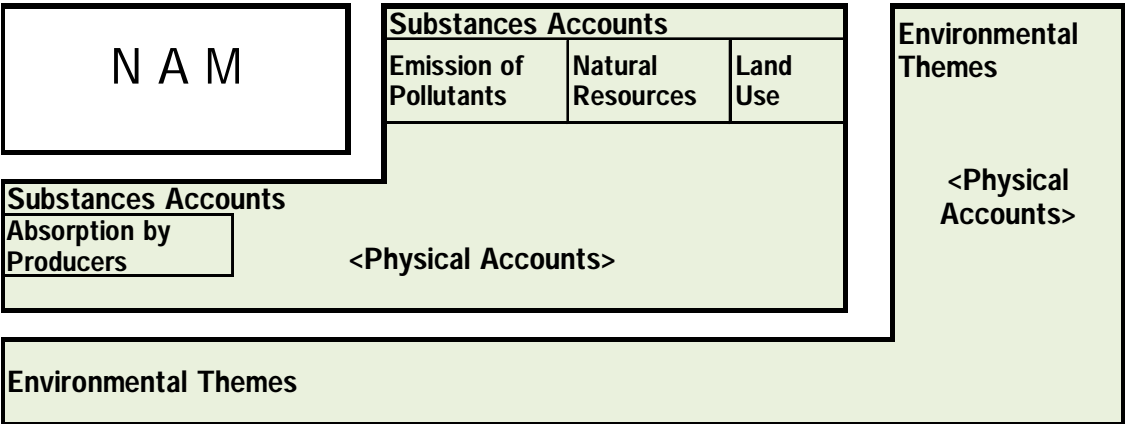 N A M
Substances Accounts
Emission of
Pollutants
Natural
Resources
Land
Use
Environmental
Themes
<Physical
Accounts>
Substances Accounts
Absorption by
Producers
<Physical Accounts>
Environmental Themes